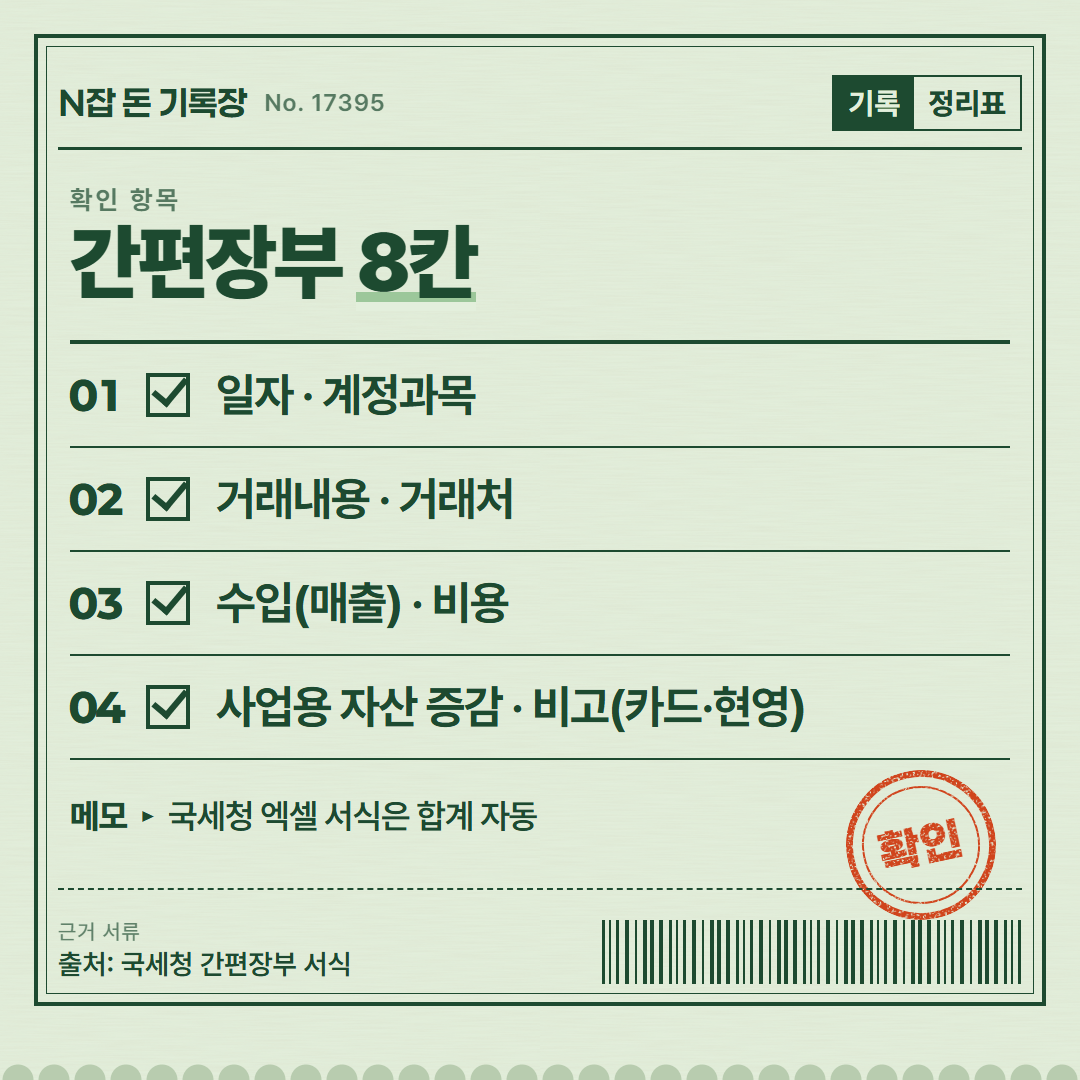 N잡 돈 기록장 No. 17395
기록 정리표
확인 항목
간편장부 8칸
01 일자 · 계정과목
02 거래내용 · 거래처
03 수입(매출) · 비용
04 사업용 자산 증감 · 비고(카드·현영)
메모 ▸ 국세청 엑셀 서식은 합계 자동
확인
근거 서류
출처: 국세청 간편장부 서식